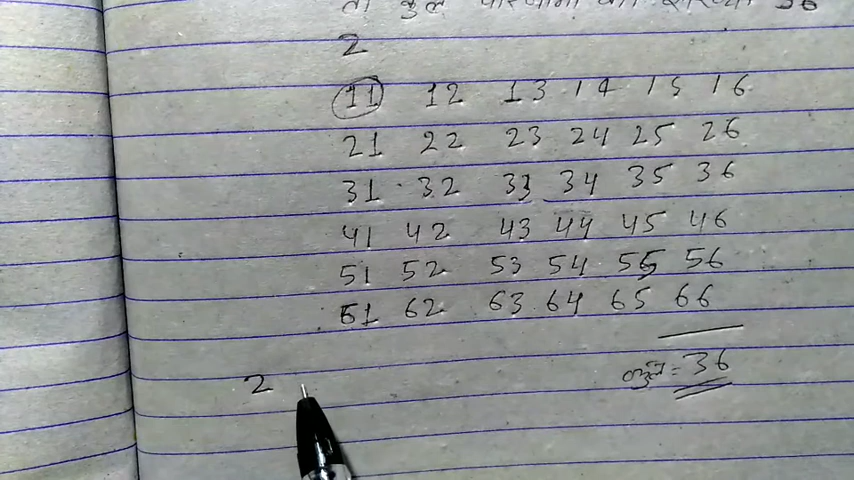 तो कुल परिणामों की संख्या 36
2
11 12 13 14 15 16
21 22 23 24 25 26
31 32 33 34 35 36
41 42 43 44 45 46
51 52 53 54 55 56
61 62 63 64 65 66
कुल = 36
2